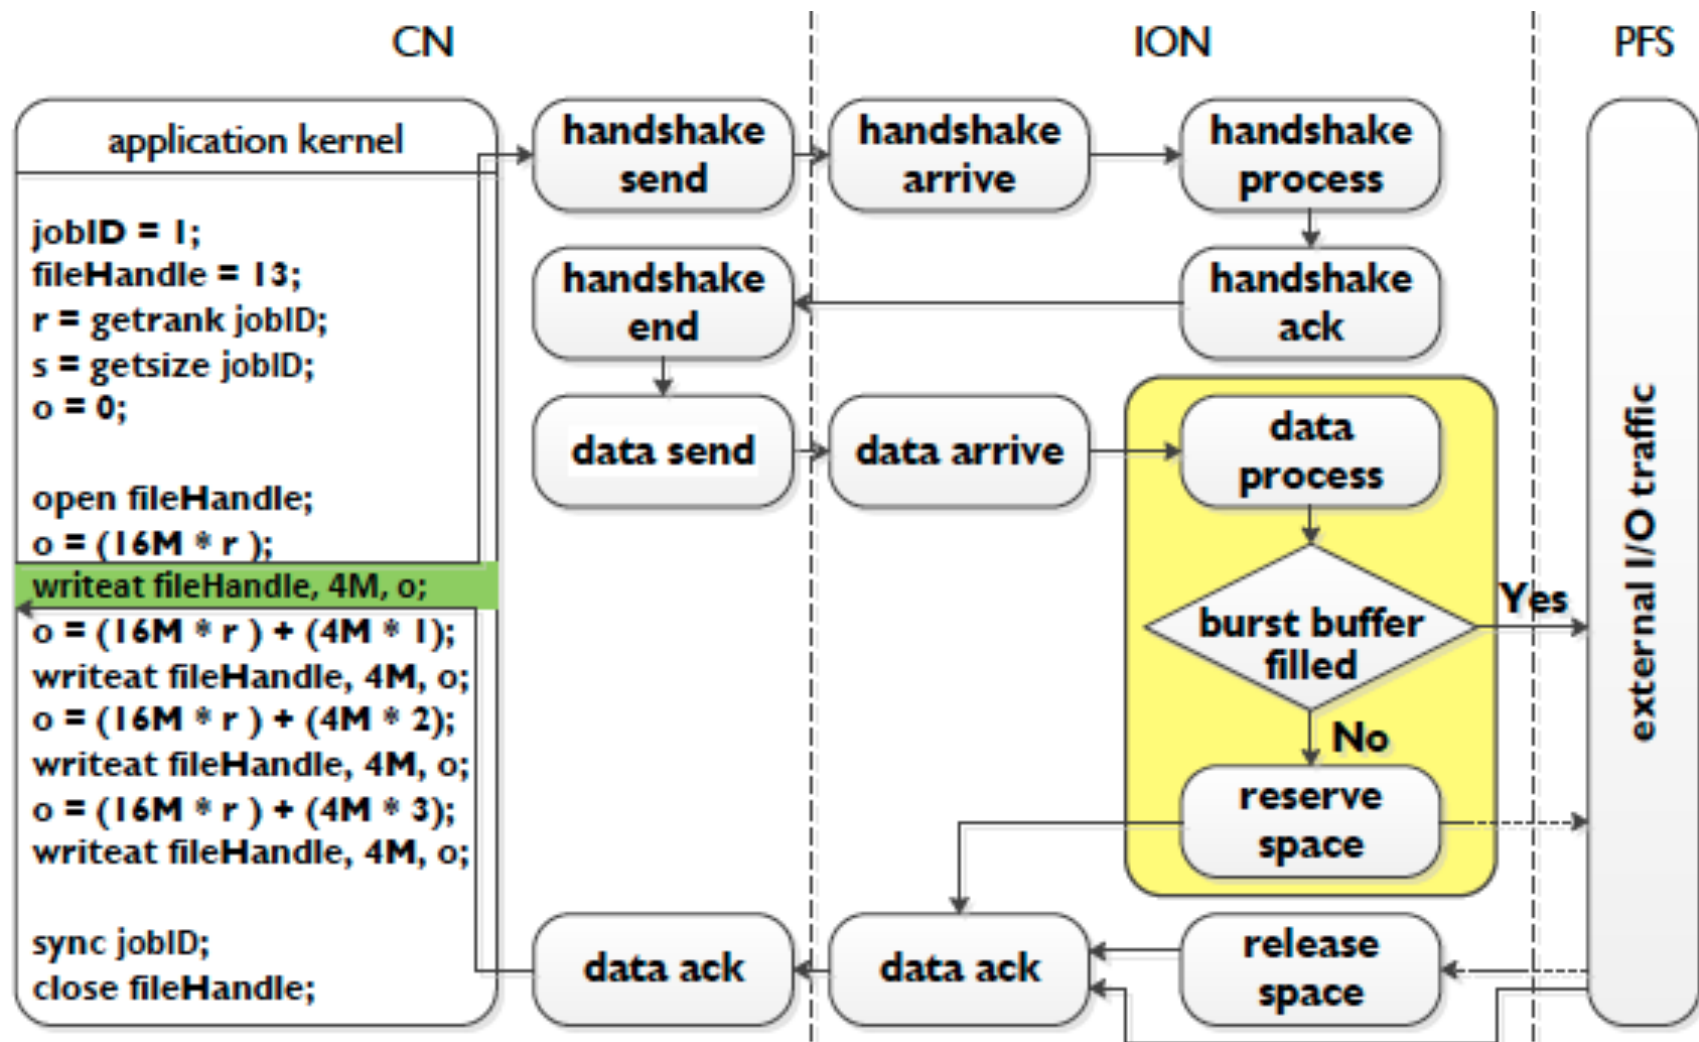 CN
ION
PFS
application kernel
jobID = 1;
fileHandle = 13;
r = getrank jobID;
s = getsize jobID;
o = 0;
open fileHandle;
o = (16M * r );
writeat fileHandle, 4M, o;
o = (16M * r ) + (4M * 1);
writeat fileHandle, 4M, o;
o = (16M * r ) + (4M * 2);
writeat fileHandle, 4M, o;
o = (16M * r ) + (4M * 3);
writeat fileHandle, 4M, o;
sync jobID;
close fileHandle;
handshake
send
handshake
arrive
handshake
process
handshake
end
handshake
ack
data send
data arrive
data
process
burst buffer
filled
Yes
No
reserve
space
data ack
data ack
release
space
external I/O traffic